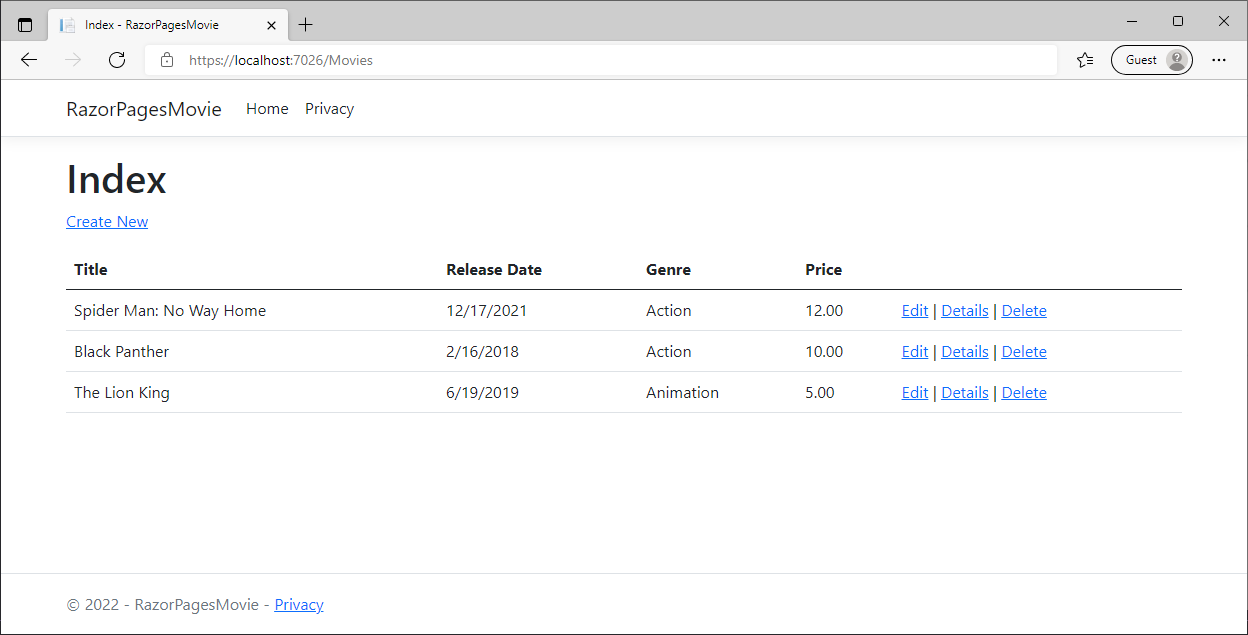 Index - RazorPagesMovie
https://localhost:7026/Movies
Guest
RazorPagesMovie Home Privacy
Index
Create New
Title Release Date Genre Price
Spider Man: No Way Home 12/17/2021 Action 12.00 Edit | Details | Delete
Black Panther 2/16/2018 Action 10.00 Edit | Details | Delete
The Lion King 6/19/2019 Animation 5.00 Edit | Details | Delete
© 2022 - RazorPagesMovie - Privacy